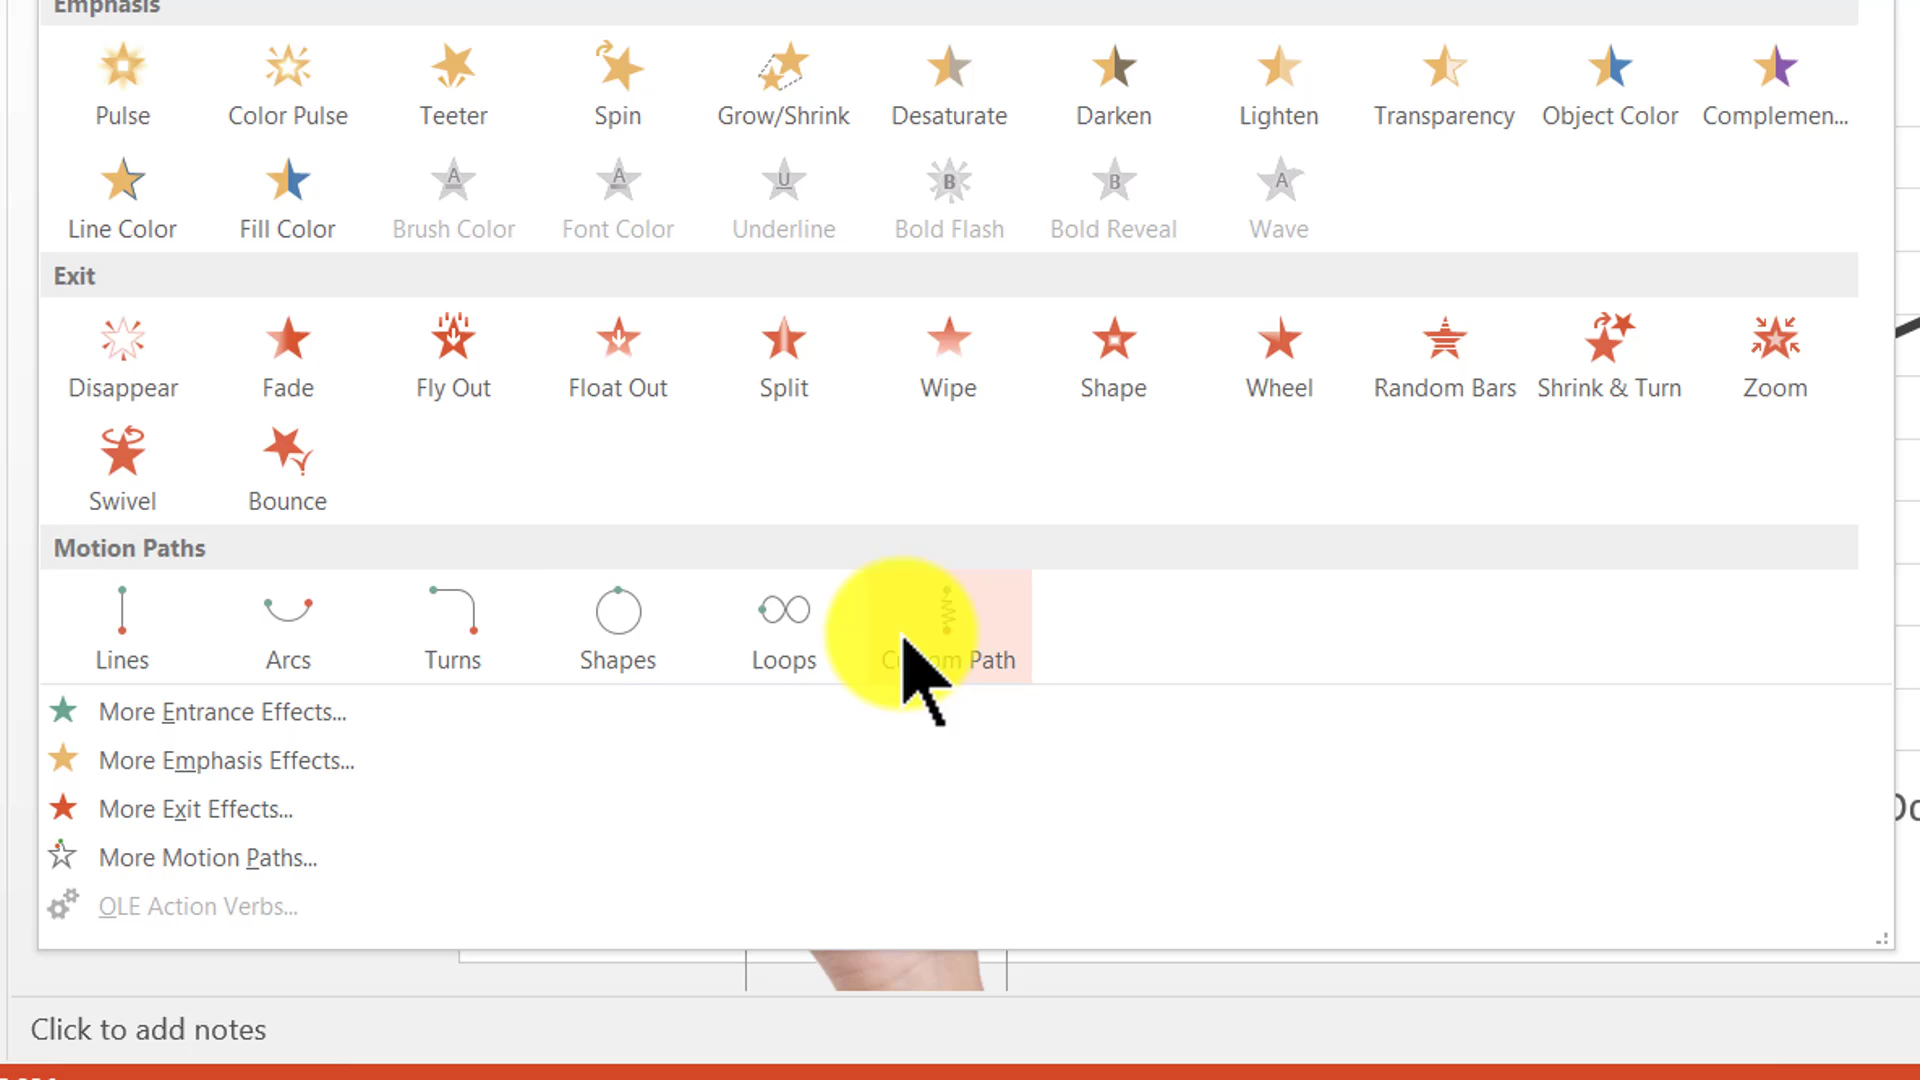 Emphasis
Pulse Color Pulse Teeter Spin Grow/Shrink Desaturate Darken Lighten Transparency Object Color Complemen...
Line Color Fill Color Brush Color Font Color Underline Bold Flash Bold Reveal Wave
Exit
Disappear Fade Fly Out Float Out Split Wipe Shape Wheel Random Bars Shrink & Turn Zoom
Swivel Bounce
Motion Paths
Lines Arcs Turns Shapes Loops Path
More Entrance Effects...
More Emphasis Effects...
More Exit Effects...
More Motion Paths...
OLE Action Verbs...
Click to add notes